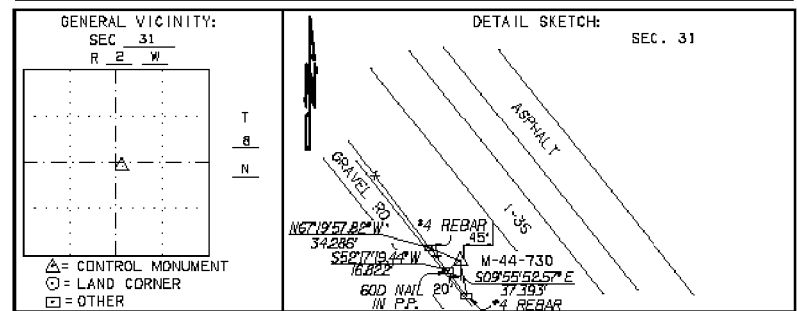 GENERAL VICINITY:
SEC 31
R 2 W
T
8
N
△ = CONTROL MONUMENT
⊙ = LAND CORNER
⊡ = OTHER
DETAIL SKETCH:
SEC. 31
ASPHALT
I-35
GRAVEL RD.
N67°19'57.82"W
34.286'
#4 REBAR
45'
S52°17'19.44"W
16.822'
M-44-730
S09°55'52.57"E
37.393'
60D NAIL
IN P.P.
20'
#4 REBAR